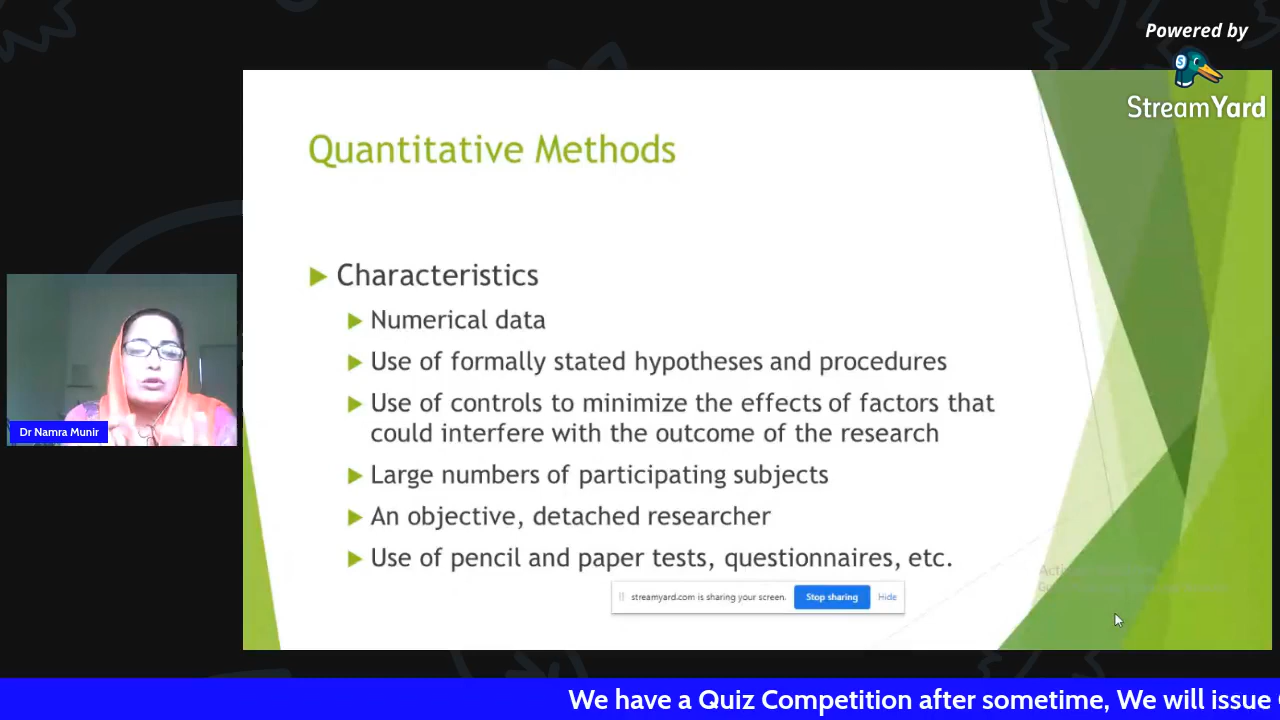 Powered by
StreamYard
Quantitative Methods
Characteristics
Numerical data
Use of formally stated hypotheses and procedures
Use of controls to minimize the effects of factors that
could interfere with the outcome of the research
Large numbers of participating subjects
An objective, detached researcher
Use of pencil and paper tests, questionnaires, etc.
Dr Namra Munir
streamyard.com is sharing your screen.
Stop sharing
Hide
We have a Quiz Competition after sometime, We will issue